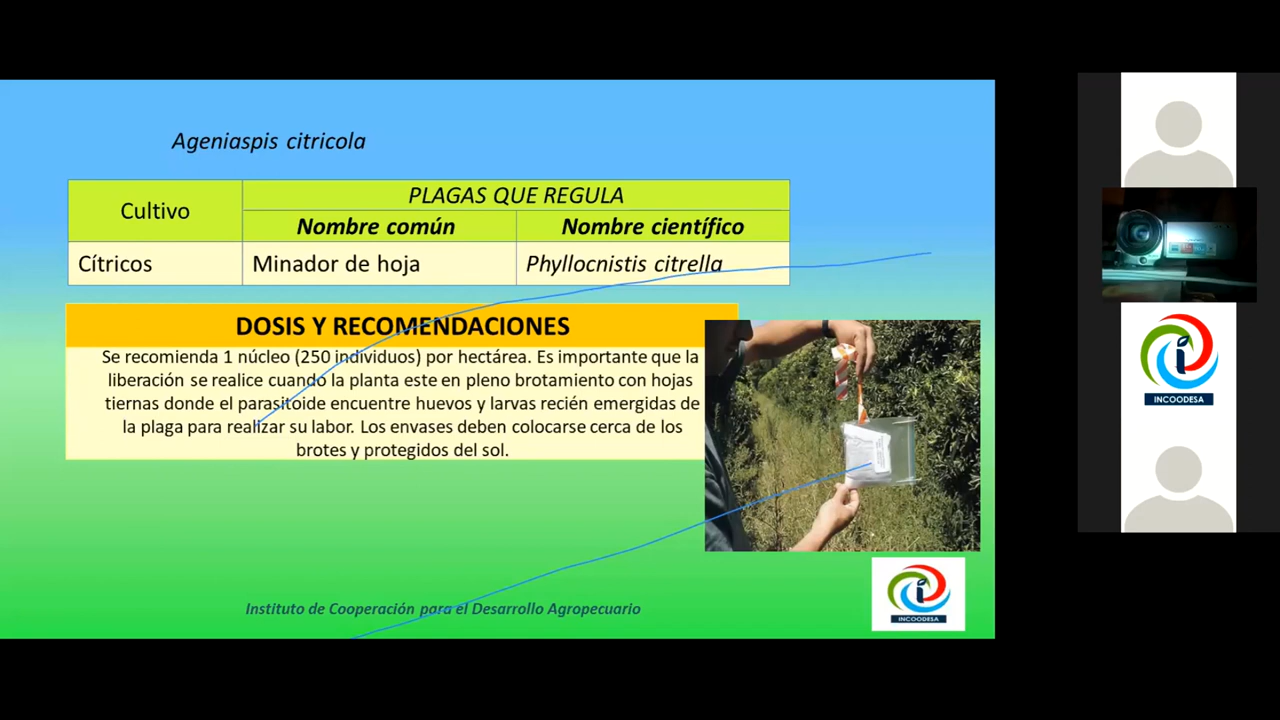 Ageniaspis citricola
Cultivo
PLAGAS QUE REGULA
Nombre común
Nombre científico
Cítricos
Minador de hoja
Phyllocnistis citrella
DOSIS Y RECOMENDACIONES
Se recomienda 1 núcleo (250 individuos) por hectárea. Es importante que la
liberación se realice cuando la planta este en pleno brotamiento con hojas
tiernas donde el parasitoide encuentre huevos y larvas recién emergidas de
la plaga para realizar su labor. Los envases deben colocarse cerca de los
brotes y protegidos del sol.
Instituto de Cooperación para el Desarrollo Agropecuario
INCOODESA
INCOODESA